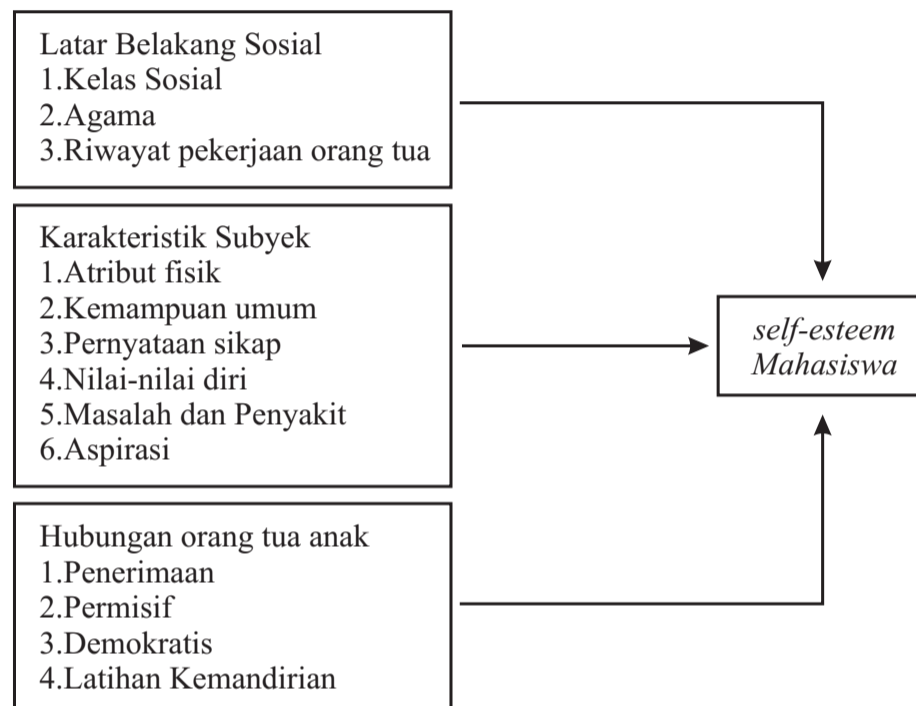 Latar Belakang Sosial
1.Kelas Sosial
2.Agama
3.Riwayat pekerjaan orang tua
Karakteristik Subyek
1.Atribut fisik
2.Kemampuan umum
3.Pernyataan sikap
4.Nilai-nilai diri
5.Masalah dan Penyakit
6.Aspirasi
self-esteem
Mahasiswa
Hubungan orang tua anak
1.Penerimaan
2.Permisif
3.Demokratis
4.Latihan Kemandirian